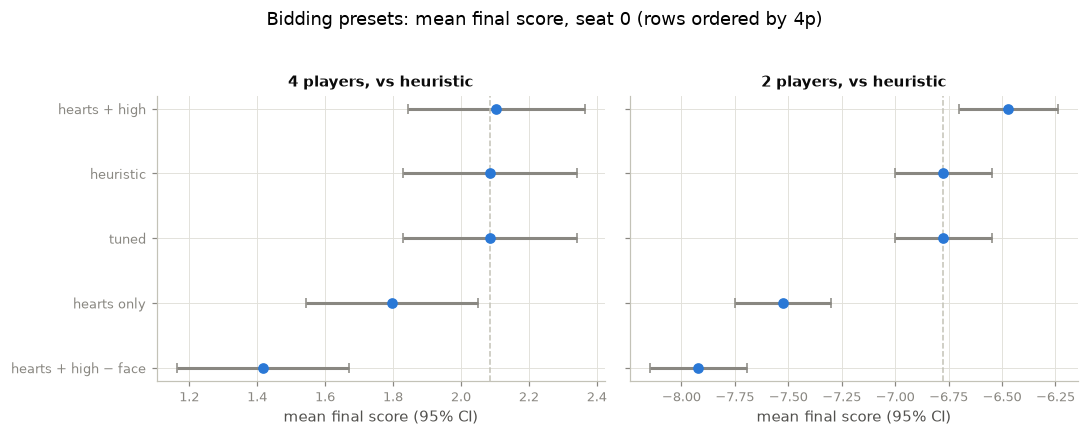 Bidding presets: mean final score, seat 0 (rows ordered by 4p)
4 players, vs heuristic
2 players, vs heuristic
hearts + high
heuristic
tuned
hearts only
hearts + high − face
1.2 1.4 1.6 1.8 2.0 2.2 2.4
−8.00 −7.75 −7.50 −7.25 −7.00 −6.75 −6.50 −6.25
mean final score (95% CI)
mean final score (95% CI)